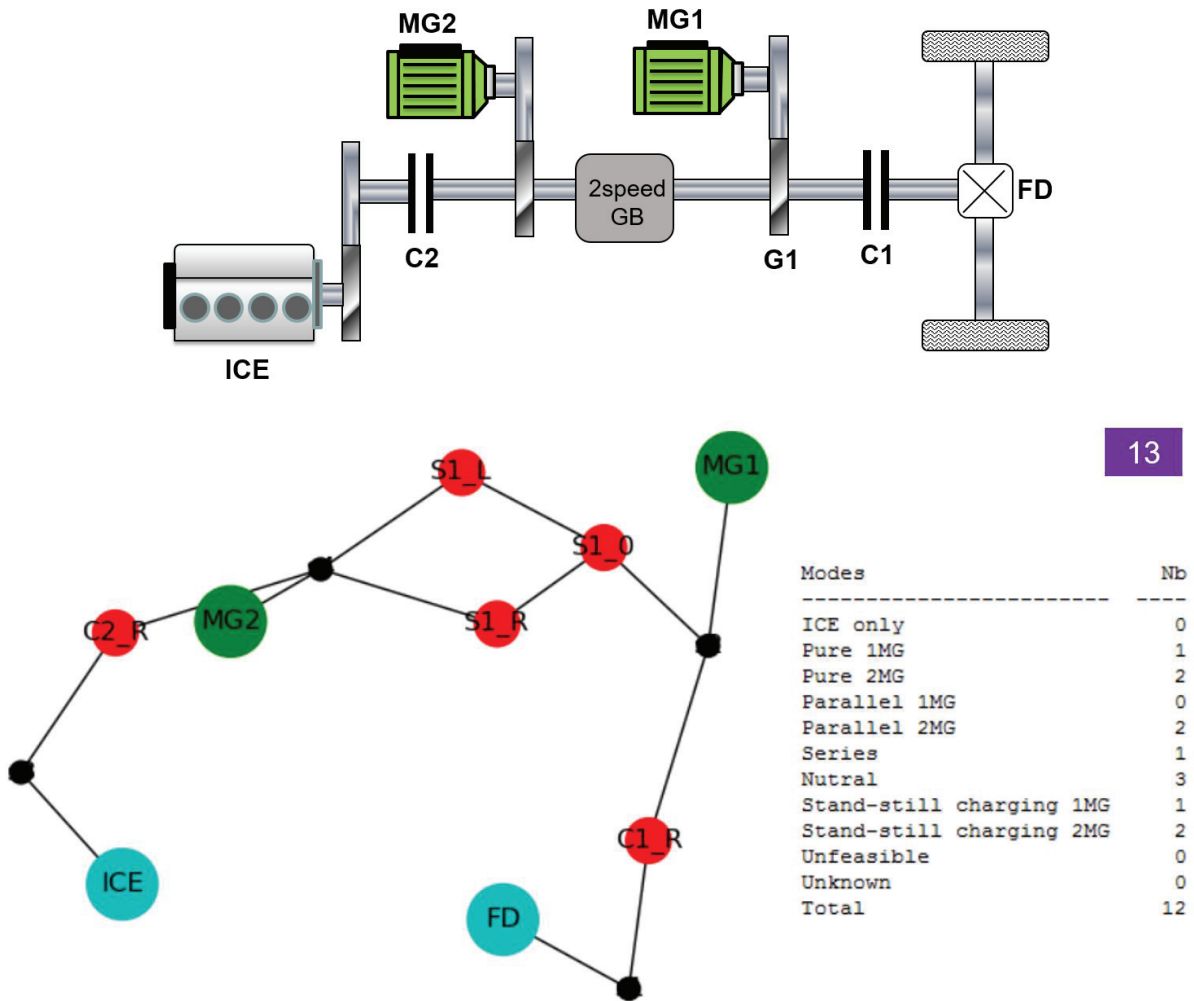 MG2
MG1
2speed
GB
FD
C2
G1
C1
ICE
13
S1_L
MG1
S1_0
MG2
S1_R
C2_R
C1_R
ICE
FD
Modes Nb
------------------------- ----
ICE only 0
Pure 1MG 1
Pure 2MG 2
Parallel 1MG 0
Parallel 2MG 2
Series 1
Nutral 3
Stand-still charging 1MG 1
Stand-still charging 2MG 2
Unfeasible 0
Unknown 0
Total 12